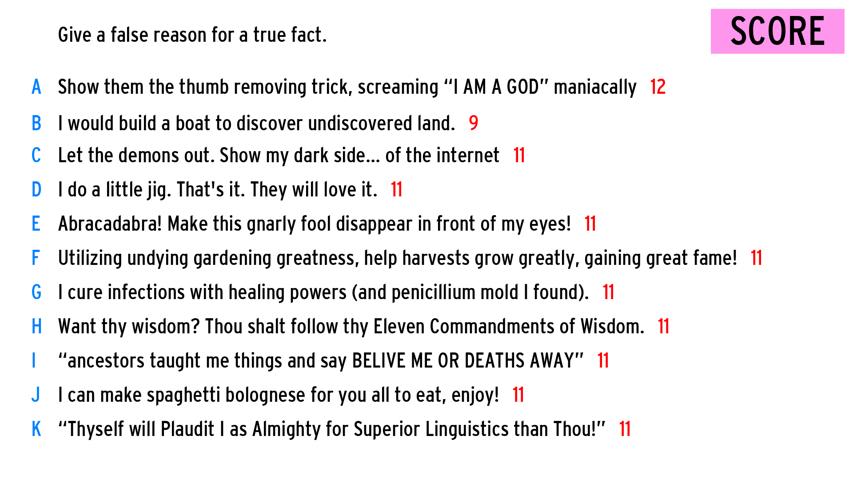 Give a false reason for a true fact.
SCORE
A Show them the thumb removing trick, screaming “I AM A GOD” maniacally 12
B I would build a boat to discover undiscovered land. 9
C Let the demons out. Show my dark side... of the internet 11
D I do a little jig. That's it. They will love it. 11
E Abracadabra! Make this gnarly fool disappear in front of my eyes! 11
F Utilizing undying gardening greatness, help harvests grow greatly, gaining great fame! 11
G I cure infections with healing powers (and penicillium mold I found). 11
H Want thy wisdom? Thou shalt follow thy Eleven Commandments of Wisdom. 11
I “ancestors taught me things and say BELIVE ME OR DEATHS AWAY” 11
J I can make spaghetti bolognese for you all to eat, enjoy! 11
K “Thyself will Plaudit I as Almighty for Superior Linguistics than Thou!” 11